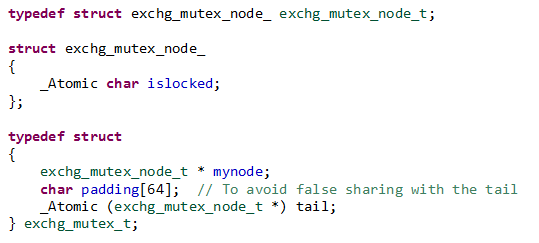 typedef struct exchg_mutex_node_ exchg_mutex_node_t;
struct exchg_mutex_node_
{
    _Atomic char islocked;
};
typedef struct
{
    exchg_mutex_node_t * mynode;
    char padding[64];  // To avoid false sharing with the tail
    _Atomic (exchg_mutex_node_t *) tail;
} exchg_mutex_t;